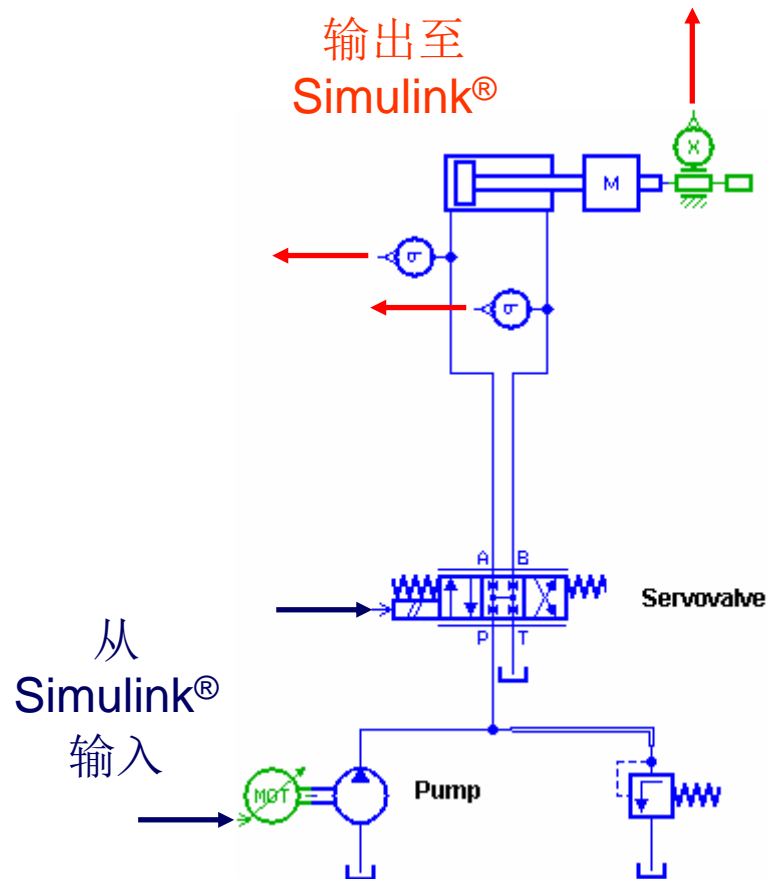 输出至
Simulink®
X
M
σ
σ
A B
Servovalve
P T
从
Simulink®
输入
MOT
Pump